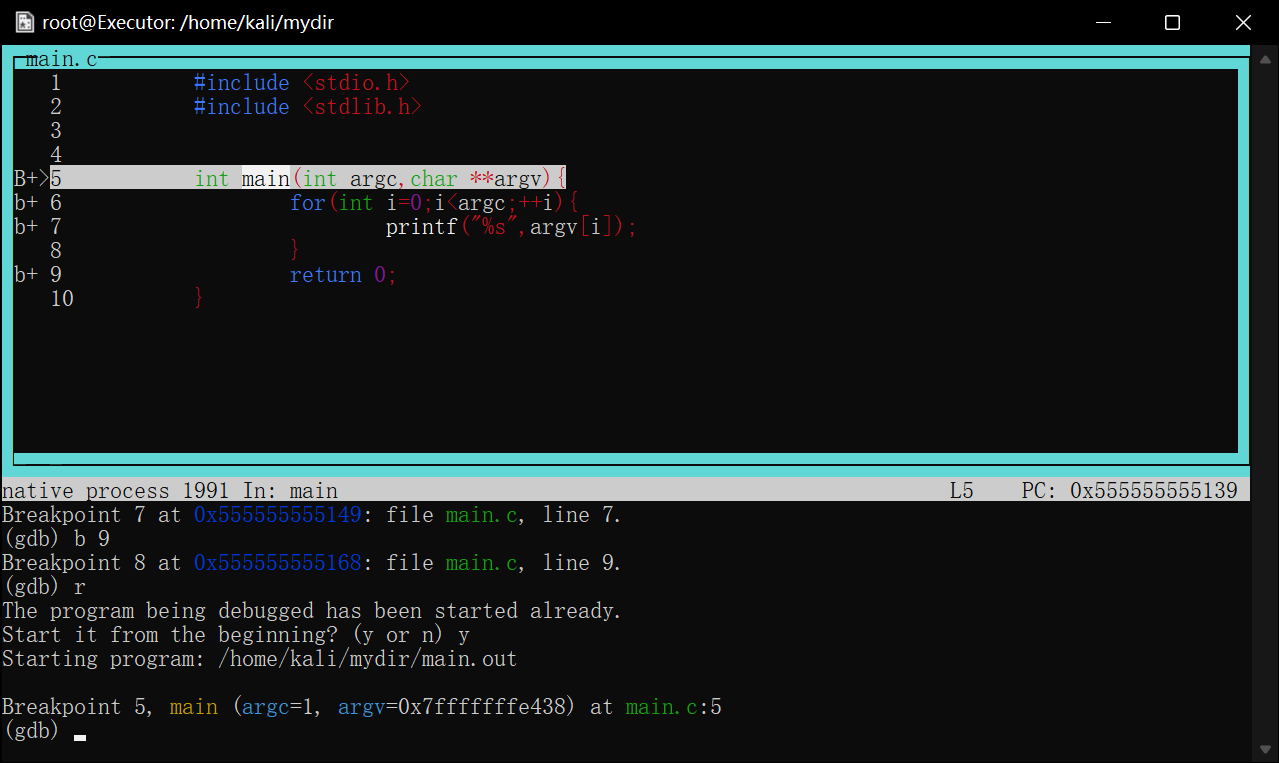 root@Executor: /home/kali/mydir
main.c
1 #include <stdio.h>
2 #include <stdlib.h>
3
4
B+>5 int main(int argc,char **argv){
b+ 6 for(int i=0;i<argc;++i){
b+ 7 printf("%s",argv[i]);
8 }
b+ 9 return 0;
10 }
native process 1991 In: main L5 PC: 0x555555555139
Breakpoint 7 at 0x555555555149: file main.c, line 7.
(gdb) b 9
Breakpoint 8 at 0x555555555168: file main.c, line 9.
(gdb) r
The program being debugged has been started already.
Start it from the beginning? (y or n) y
Starting program: /home/kali/mydir/main.out
Breakpoint 5, main (argc=1, argv=0x7fffffffe438) at main.c:5
(gdb)